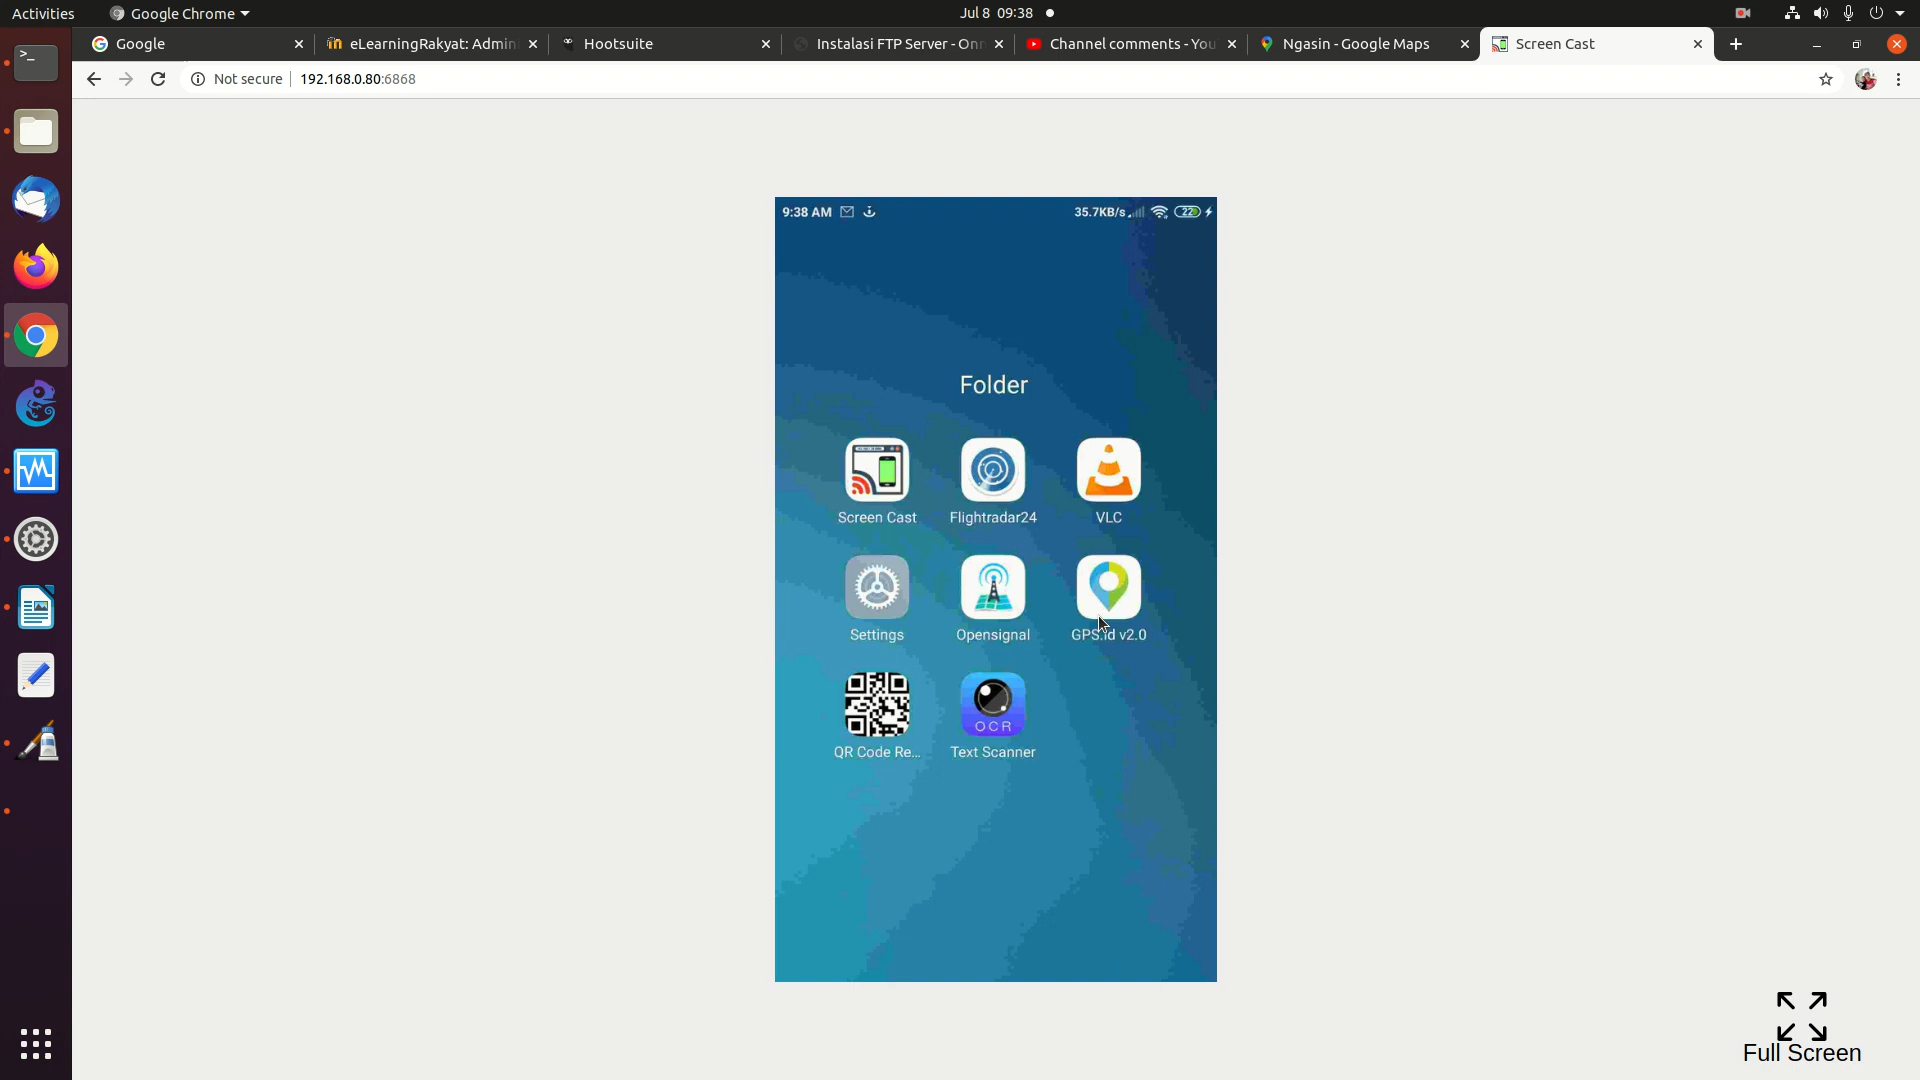 Activities Google Chrome Jul 8 09:38
Google eLearningRakyat: Admin Hootsuite Instalasi FTP Server - Onn Channel comments - You Ngasin - Google Maps Screen Cast
Not secure 192.168.0.80:6868
9:38 AM 35.7KB/s 22
Folder
Screen Cast Flightradar24 VLC
Settings Opensignal GPS.id v2.0
OCR
QR Code Re... Text Scanner
Full Screen